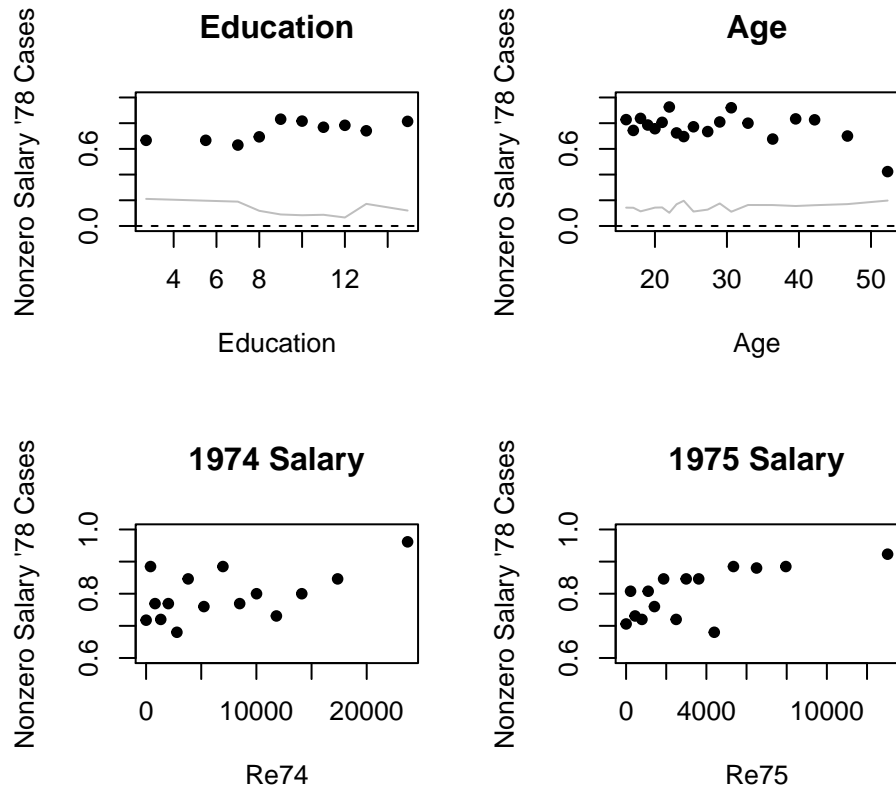 Education
Nonzero Salary '78 Cases
0.0 0.6
4 6 8 12
Education
Age
Nonzero Salary '78 Cases
0.0 0.6
20 30 40 50
Age
1974 Salary
Nonzero Salary '78 Cases
0.6 0.8 1.0
0 10000 20000
Re74
1975 Salary
Nonzero Salary '78 Cases
0.6 0.8 1.0
0 4000 10000
Re75